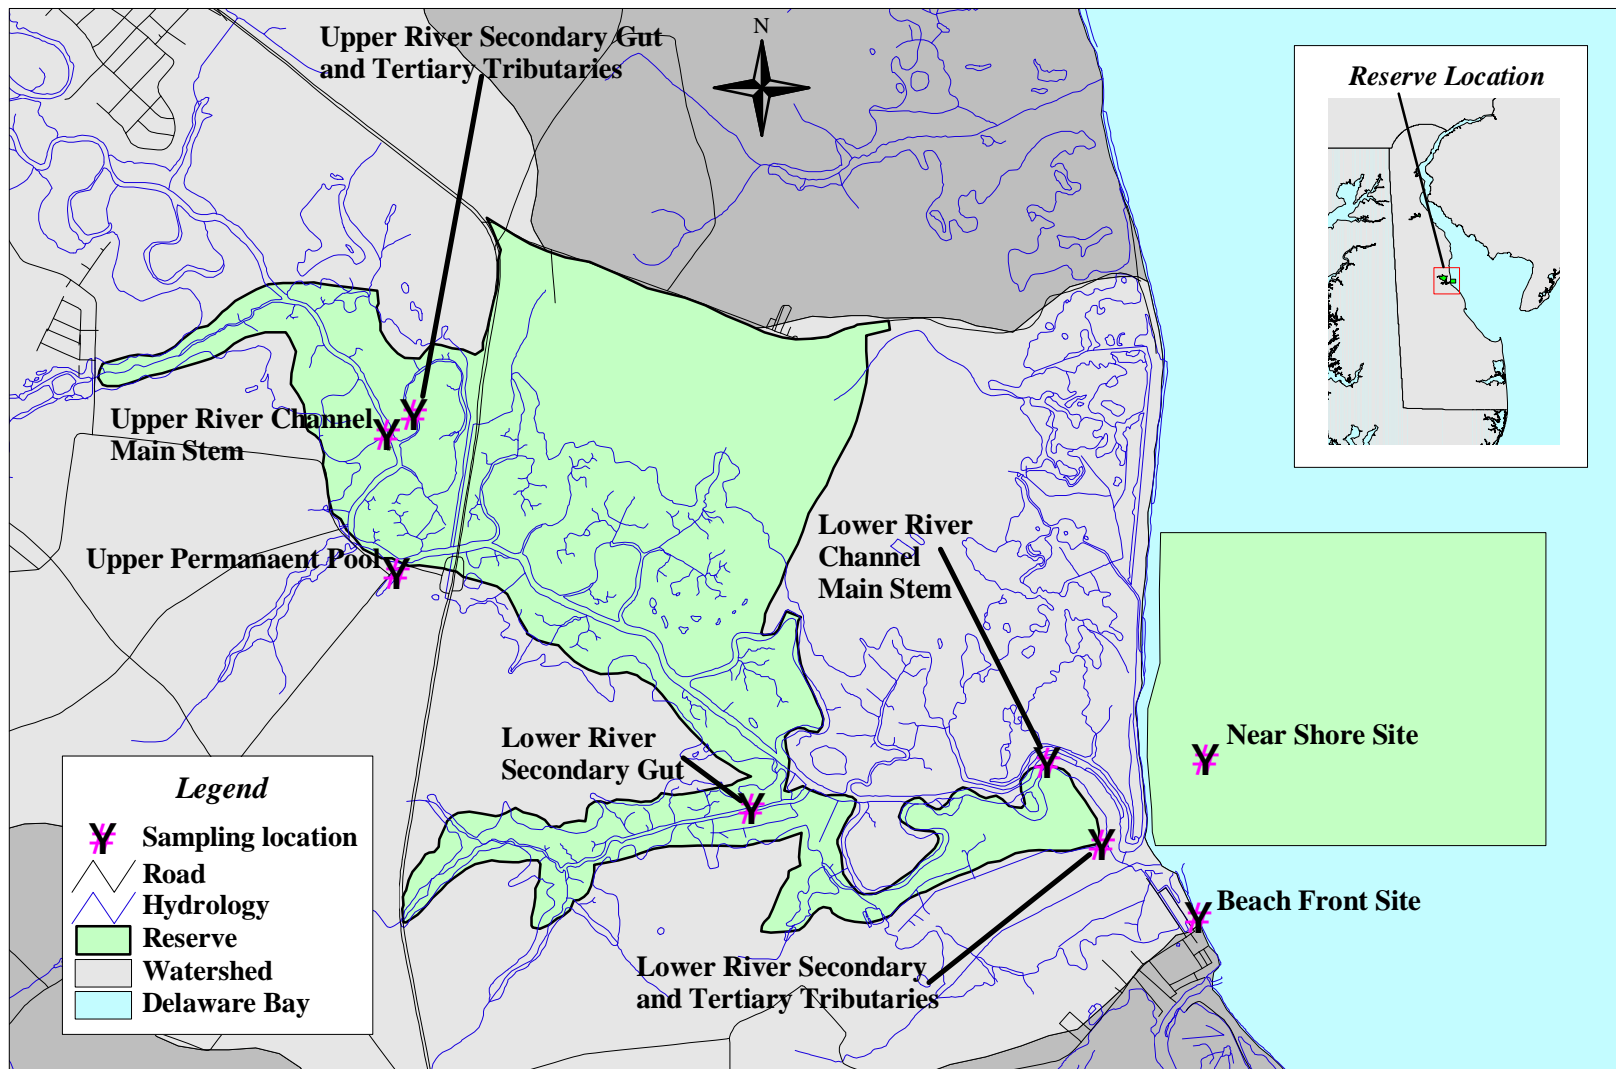 Upper River Secondary Gut
and Tertiary Tributaries
N
Reserve Location
Upper River Channel
Main Stem
Upper Permanaent Pool
Lower River
Channel
Main Stem
Lower River
Secondary Gut
Near Shore Site
Beach Front Site
Lower River Secondary
and Tertiary Tributaries
Legend
Sampling location
Road
Hydrology
Reserve
Watershed
Delaware Bay